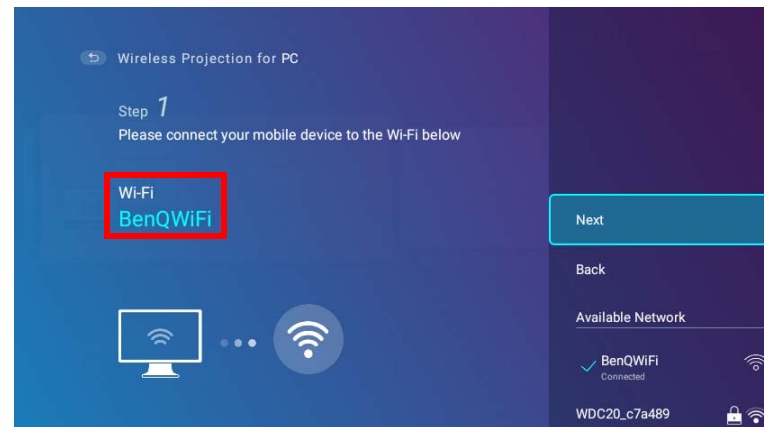 Wireless Projection for PC
Step 1
Please connect your mobile device to the Wi-Fi below
Wi-Fi
BenQWiFi
Next
Back
Available Network
BenQWiFi
Connected
WDC20_c7a489